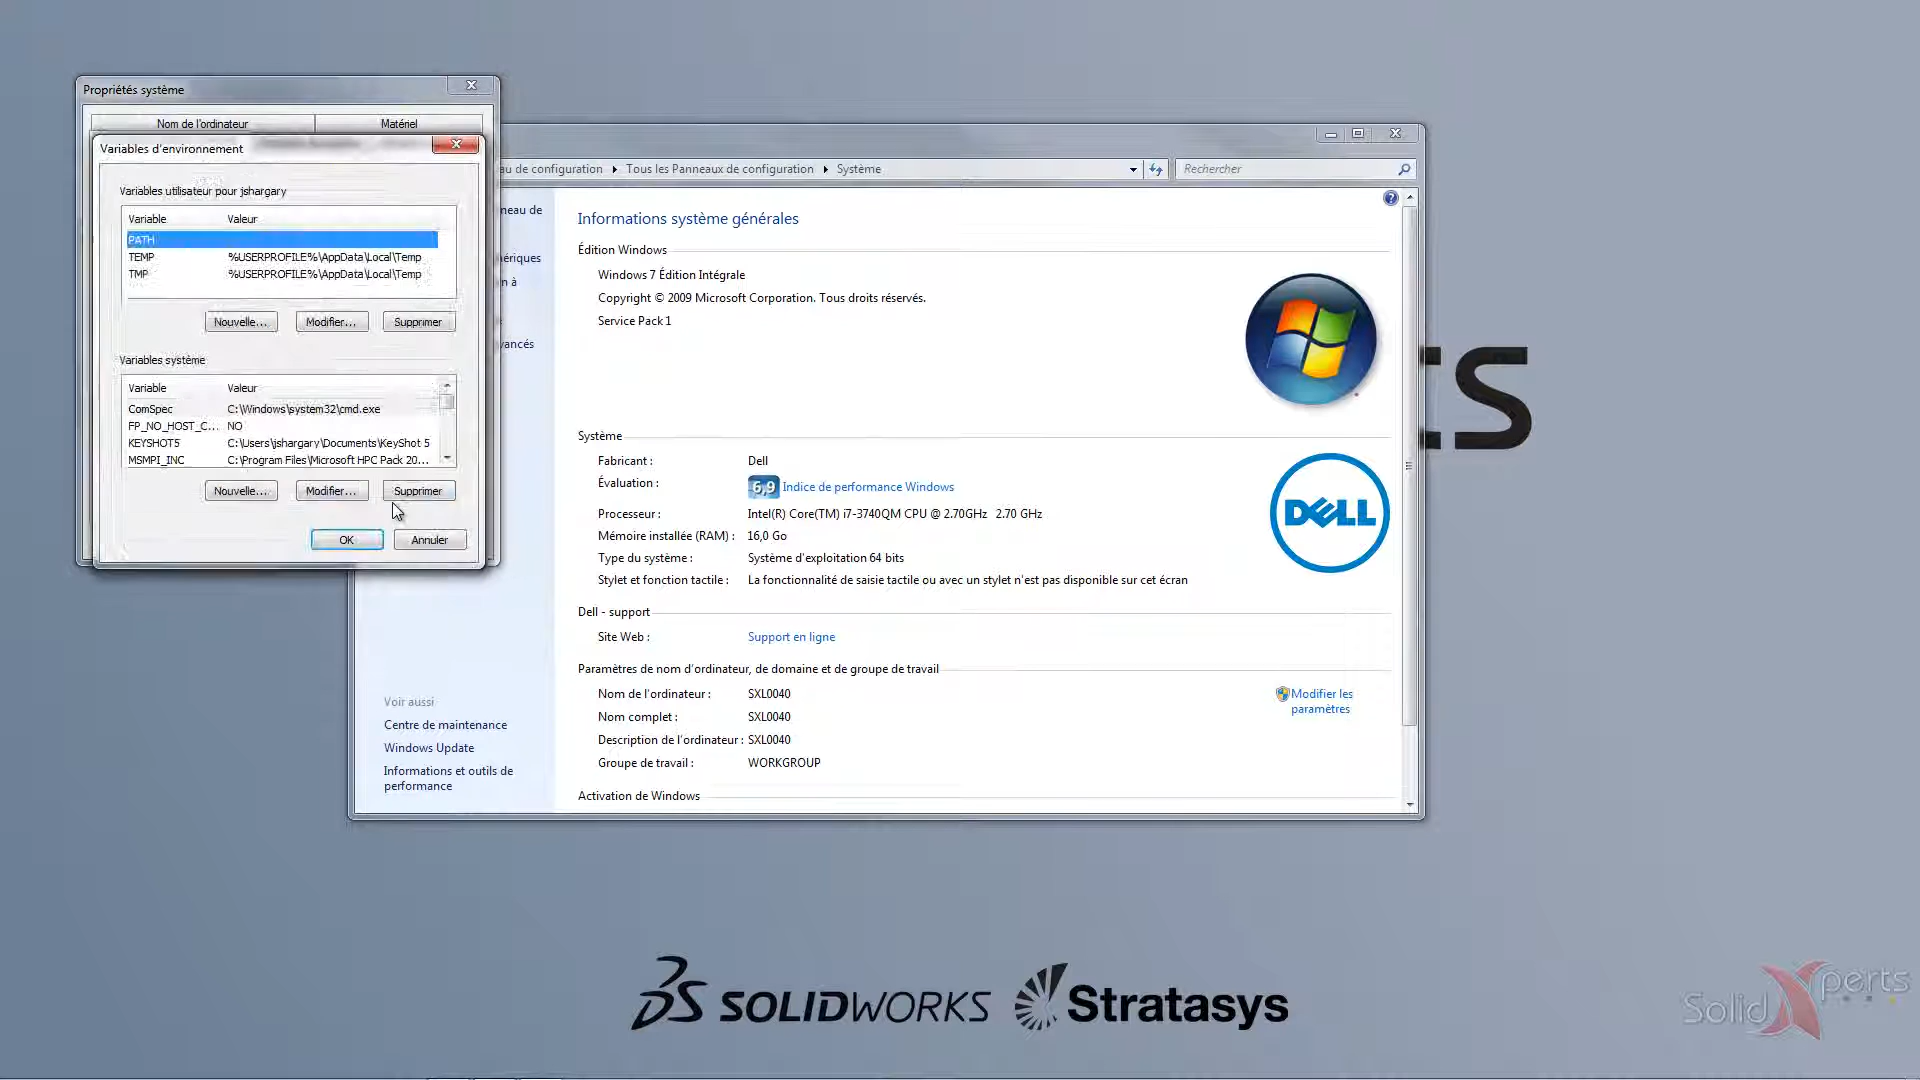 Propriétés système
Nom de l'ordinateur
Matériel
Variables d'environnement
Variables utilisateur pour jshargary
Variable Valeur
PATH
TEMP %USERPROFILE%\AppData\Local\Temp
TMP %USERPROFILE%\AppData\Local\Temp
Nouvelle... Modifier... Supprimer
Variables système
Variable Valeur
ComSpec C:\Windows\system32\cmd.exe
FP_NO_HOST_C... NO
KEYSHOT5 C:\Users\jshargary\Documents\KeyShot 5
MSMPI_INC C:\Program Files\Microsoft HPC Pack 20...
Nouvelle... Modifier... Supprimer
OK Annuler
au de configuration Tous les Panneaux de configuration Système
Rechercher
neau de
ériques
n à
vancés
Voir aussi
Centre de maintenance
Windows Update
Informations et outils de
performance
Informations système générales
Édition Windows
Windows 7 Édition Intégrale
Copyright © 2009 Microsoft Corporation. Tous droits réservés.
Service Pack 1
Système
Fabricant : Dell
Évaluation : 6,9 Indice de performance Windows
Processeur : Intel(R) Core(TM) i7-3740QM CPU @ 2.70GHz 2.70 GHz
Mémoire installée (RAM) : 16,0 Go
Type du système : Système d'exploitation 64 bits
Stylet et fonction tactile : La fonctionnalité de saisie tactile ou avec un stylet n'est pas disponible sur cet écran
DELL
Dell - support
Site Web : Support en ligne
Paramètres de nom d'ordinateur, de domaine et de groupe de travail
Nom de l'ordinateur : SXL0040
Nom complet : SXL0040
Description de l'ordinateur : SXL0040
Groupe de travail : WORKGROUP
Modifier les
paramètres
Activation de Windows
ts
SOLIDWORKS
Stratasys
SolidXperts